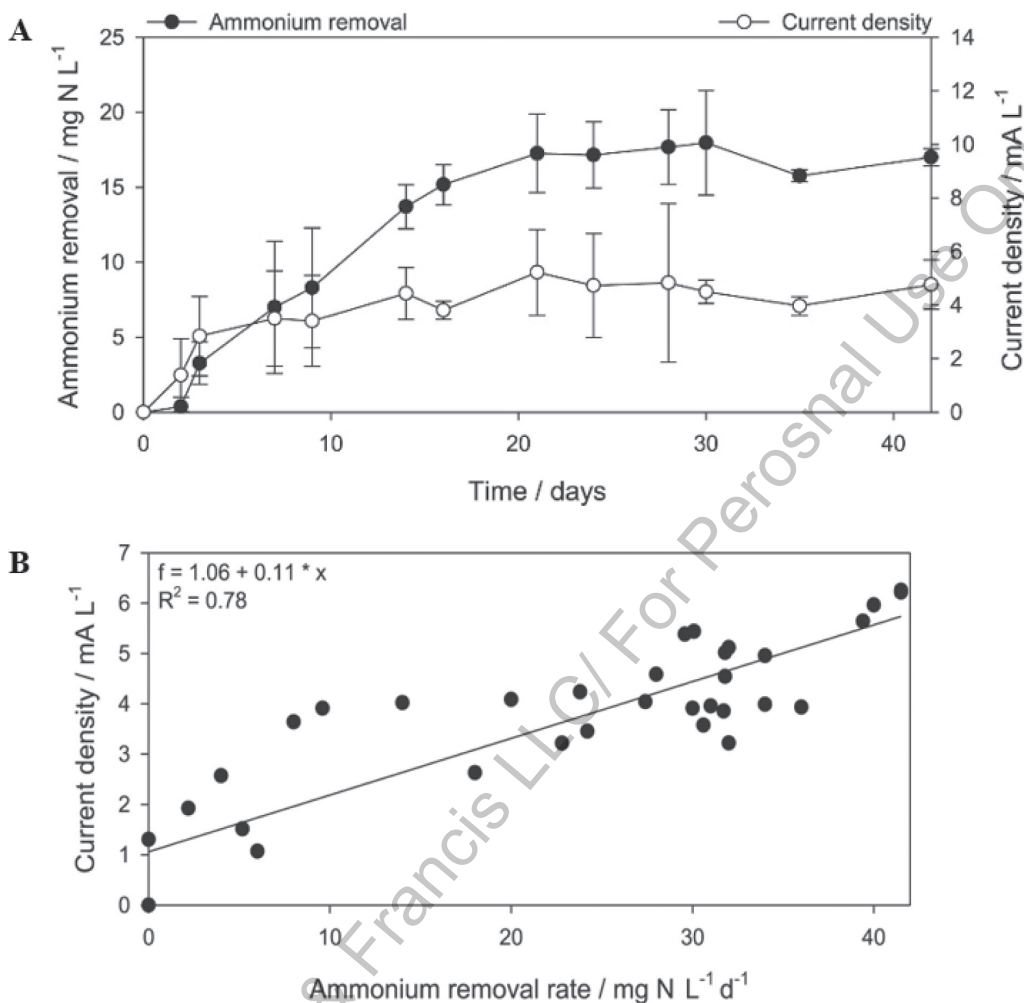 A
Ammonium removal
Current density
Ammonium removal / mg N L⁻¹
25
20
15
10
5
0
14
12
10
8
6
4
2
0
Current density / mA L⁻¹
0 10 20 30 40
Time / days
B
f = 1.06 + 0.11 * x
R² = 0.78
Current density / mA L⁻¹
7
6
5
4
3
2
1
0
0 10 20 30 40
Ammonium removal rate / mg N L⁻¹ d⁻¹
Francis LLC/ For Perosnal Use On